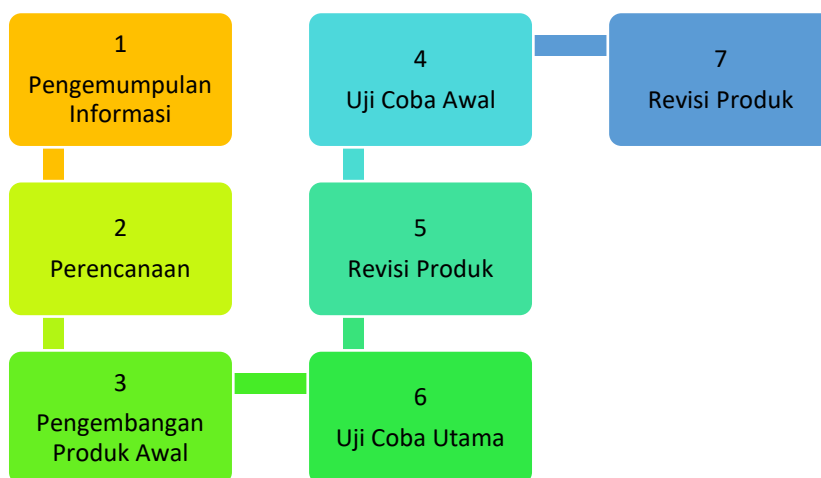 1
Pengemumpulan
Informasi
2
Perencanaan
3
Pengembangan
Produk Awal
4
Uji Coba Awal
5
Revisi Produk
6
Uji Coba Utama
7
Revisi Produk